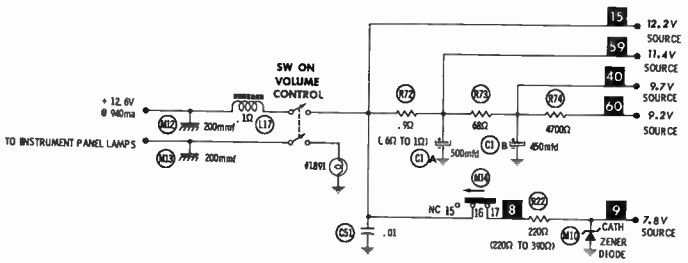 15
12.2V
SOURCE
59
11.4V
SOURCE
SW ON
VOLUME
CONTROL
40
9.7V
SOURCE
+ 12.6V
@ 940ma
R72
R73
R74
60
9.2V
SOURCE
M12
200mmf
.1Ω
L17
.9Ω
68Ω
4700Ω
(.6Ω TO 1Ω)
TO INSTRUMENT PANEL LAMPS
M13
200mmf
#1891
C1
A
500mfd
C1
B
450mfd
M14
NC 15
16
17
8
R22
9
7.8V
SOURCE
CS1
.01
220Ω
(220Ω TO 390Ω)
M10
CATH
ZENER
DIODE